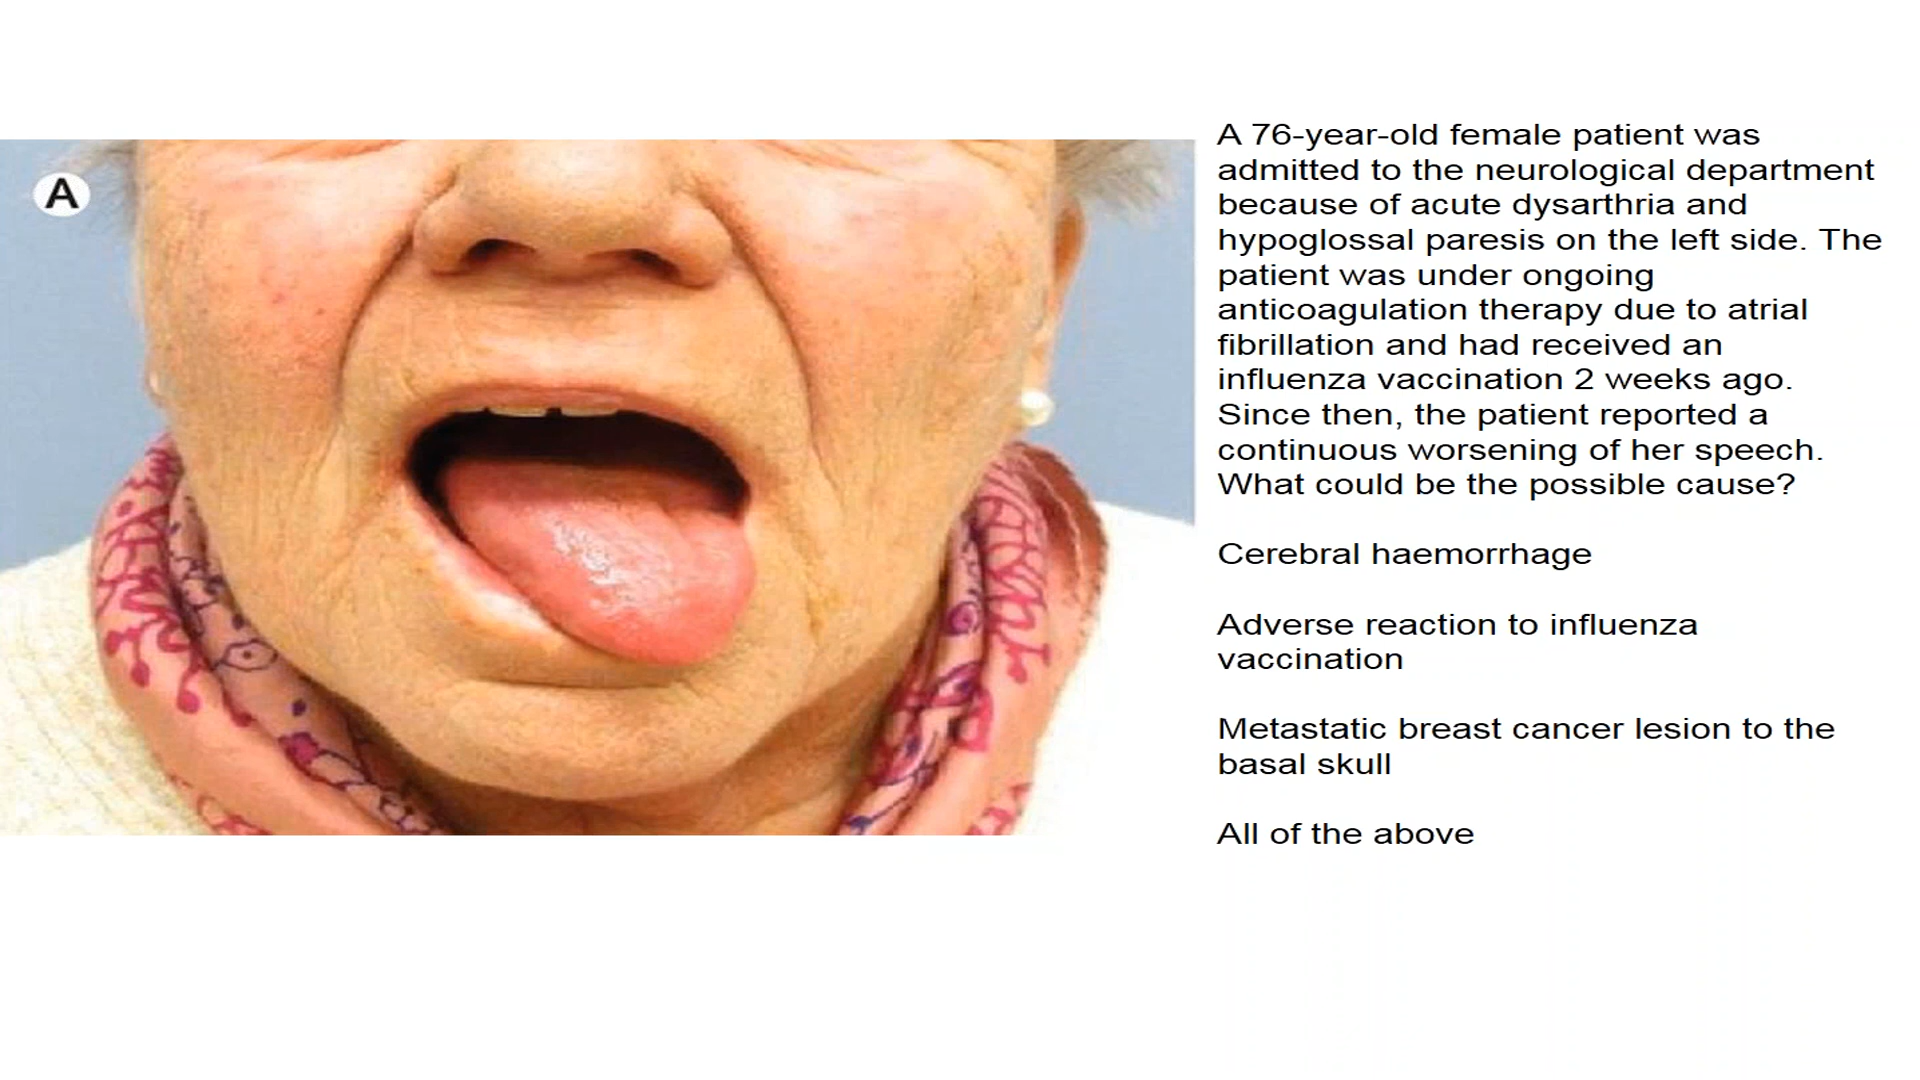 A
A 76-year-old female patient was
admitted to the neurological department
because of acute dysarthria and
hypoglossal paresis on the left side. The
patient was under ongoing
anticoagulation therapy due to atrial
fibrillation and had received an
influenza vaccination 2 weeks ago.
Since then, the patient reported a
continuous worsening of her speech.
What could be the possible cause?
Cerebral haemorrhage
Adverse reaction to influenza
vaccination
Metastatic breast cancer lesion to the
basal skull
All of the above